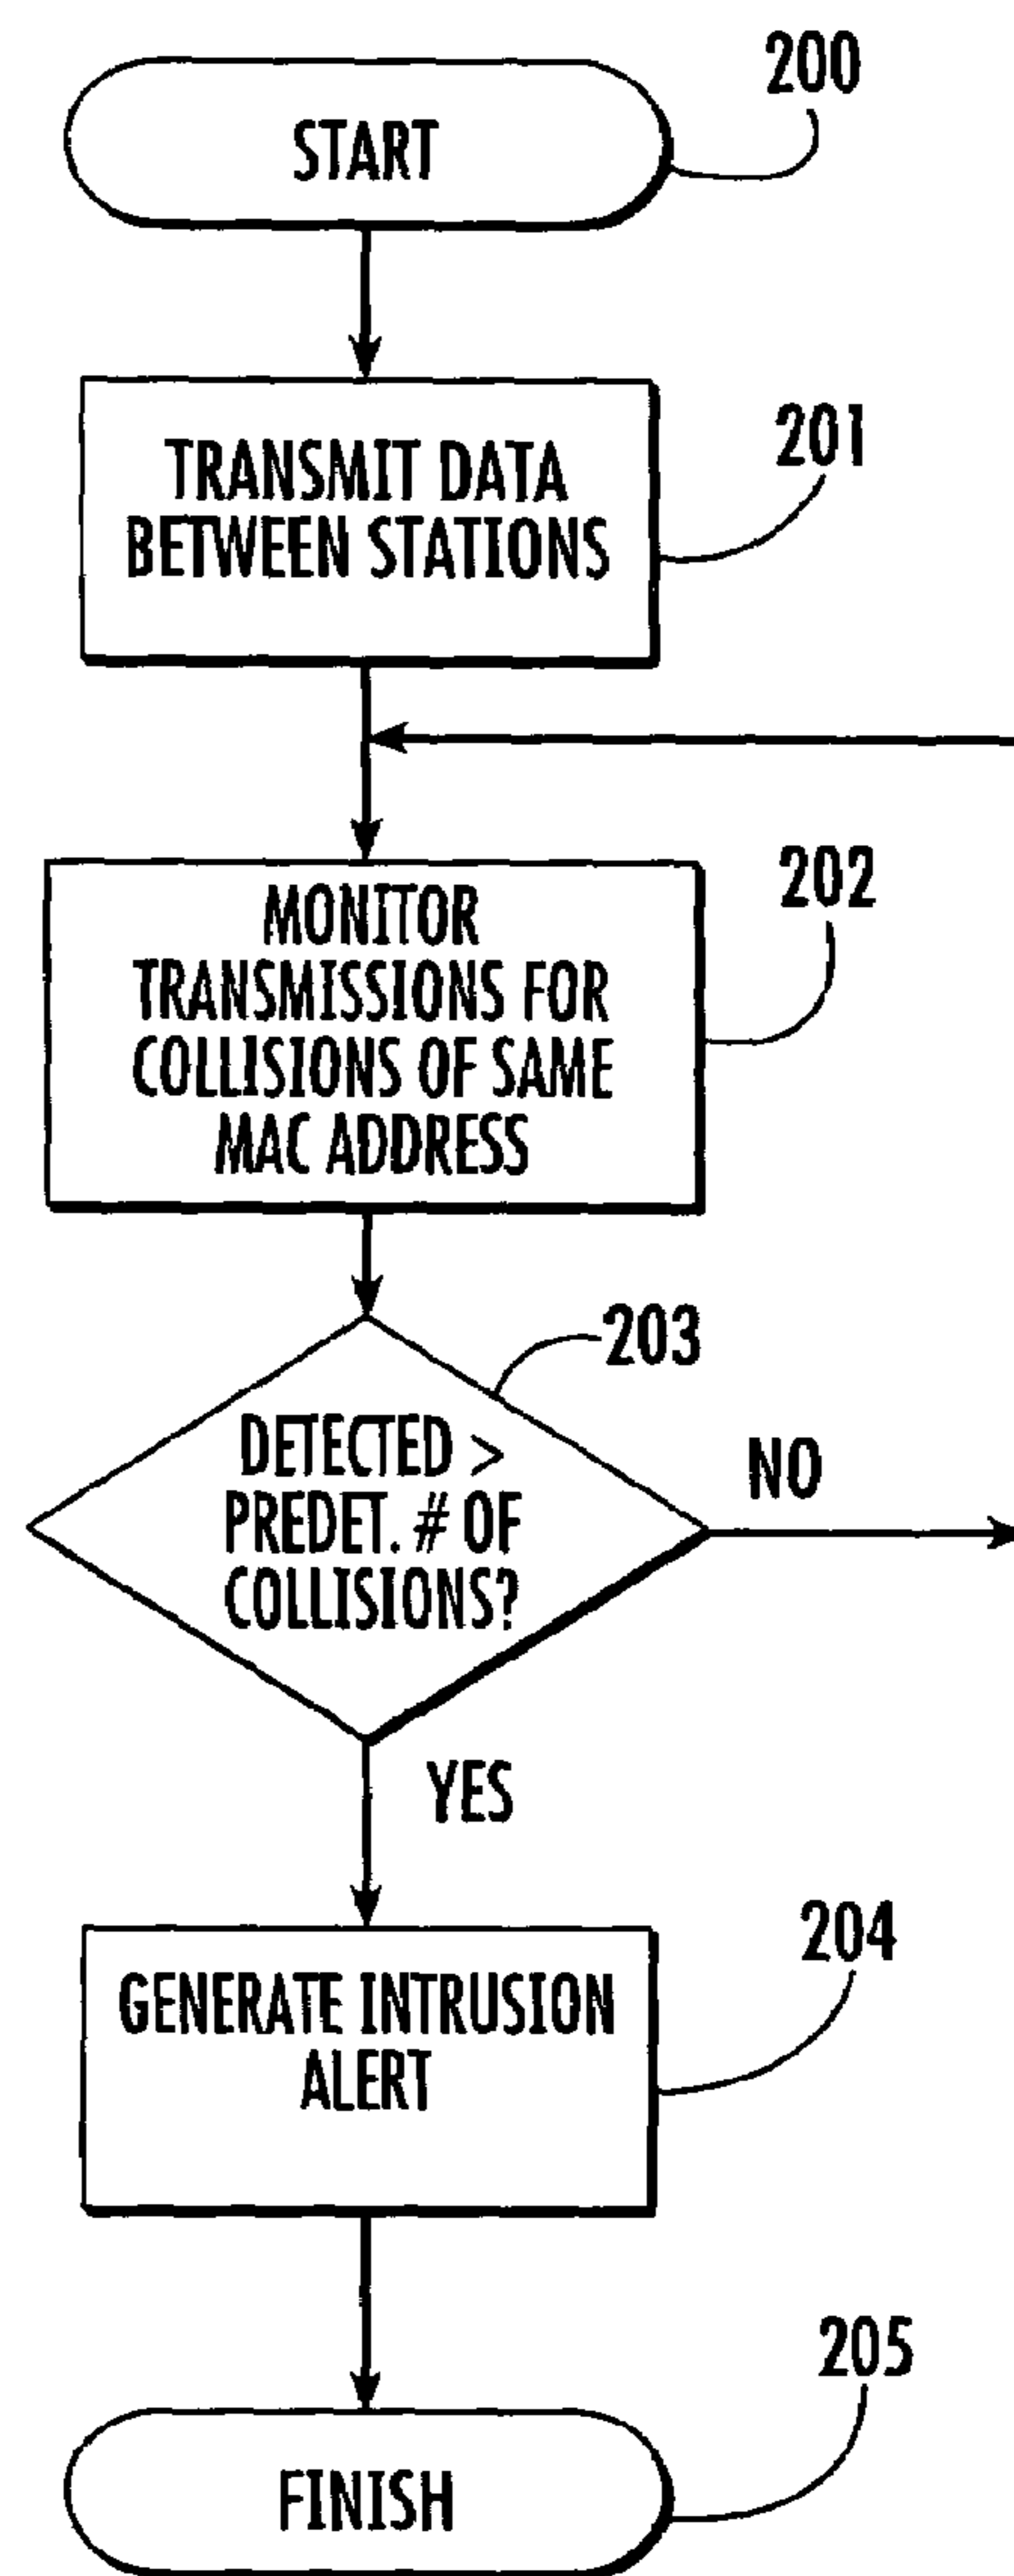 200
START
201
TRANSMIT DATA
BETWEEN STATIONS
202
MONITOR
TRANSMISSIONS FOR
COLLISIONS OF SAME
MAC ADDRESS
203
DETECTED >
PREDET. # OF
COLLISIONS?
NO
YES
204
GENERATE INTRUSION
ALERT
205
FINISH